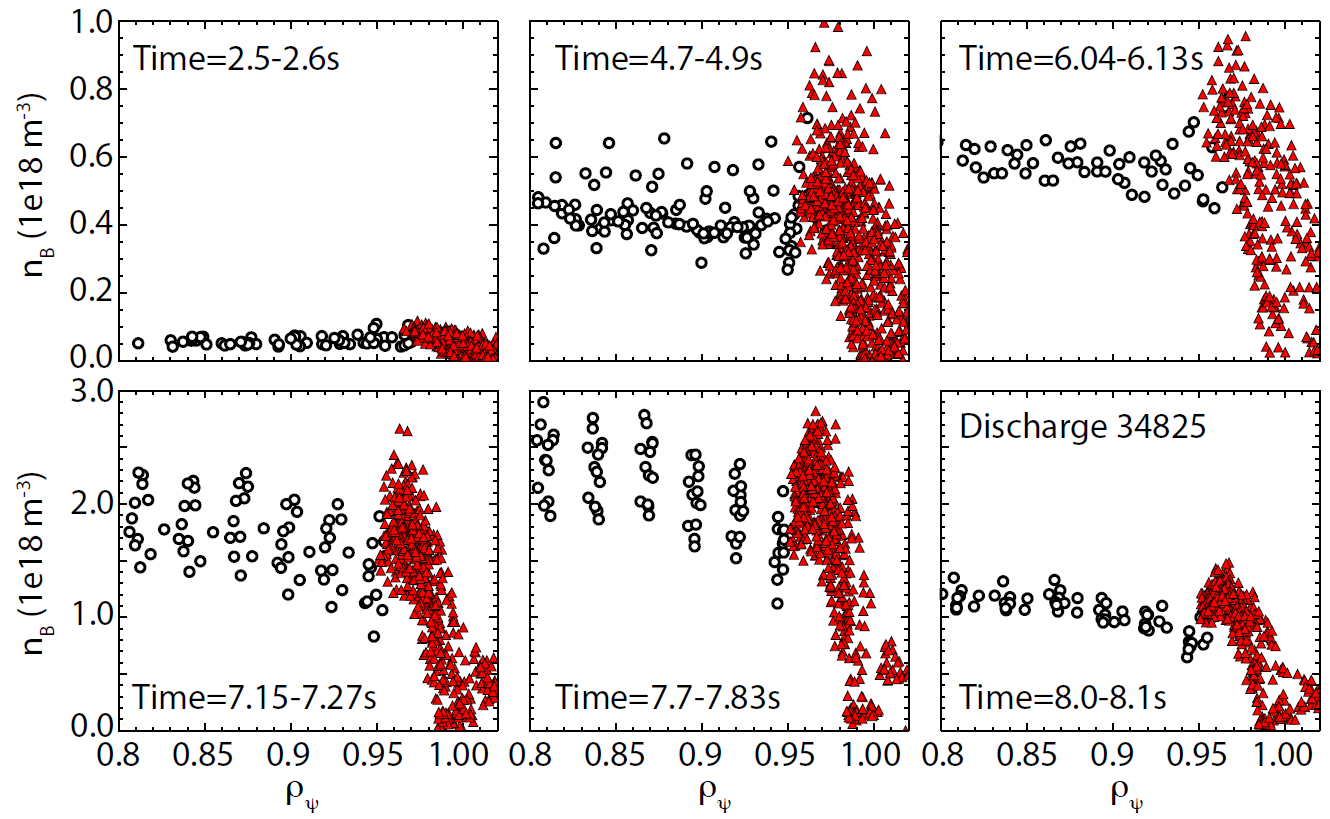 1.0
0.8
0.6
0.4
0.2
0.0
n_B (1e18 m⁻³)
Time=2.5-2.6s
Time=4.7-4.9s
Time=6.04-6.13s
3.0
2.0
1.0
0.0
n_B (1e18 m⁻³)
Time=7.15-7.27s
Time=7.7-7.83s
Discharge 34825
Time=8.0-8.1s
0.8 0.85 0.9 0.95 1.00
0.8 0.85 0.9 0.95 1.00
0.8 0.85 0.9 0.95 1.00
ρ_ψ
ρ_ψ
ρ_ψ